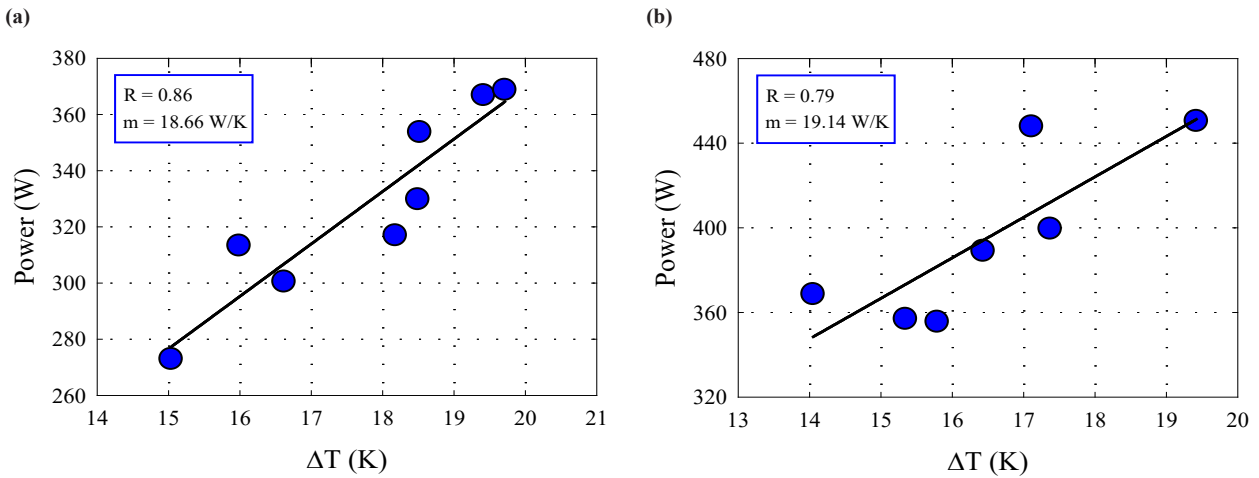 (a)
R = 0.86
m = 18.66 W/K
Power (W)
380
360
340
320
300
280
260
14 15 16 17 18 19 20 21
ΔT (K)
(b)
R = 0.79
m = 19.14 W/K
Power (W)
480
440
400
360
320
13 14 15 16 17 18 19 20
ΔT (K)